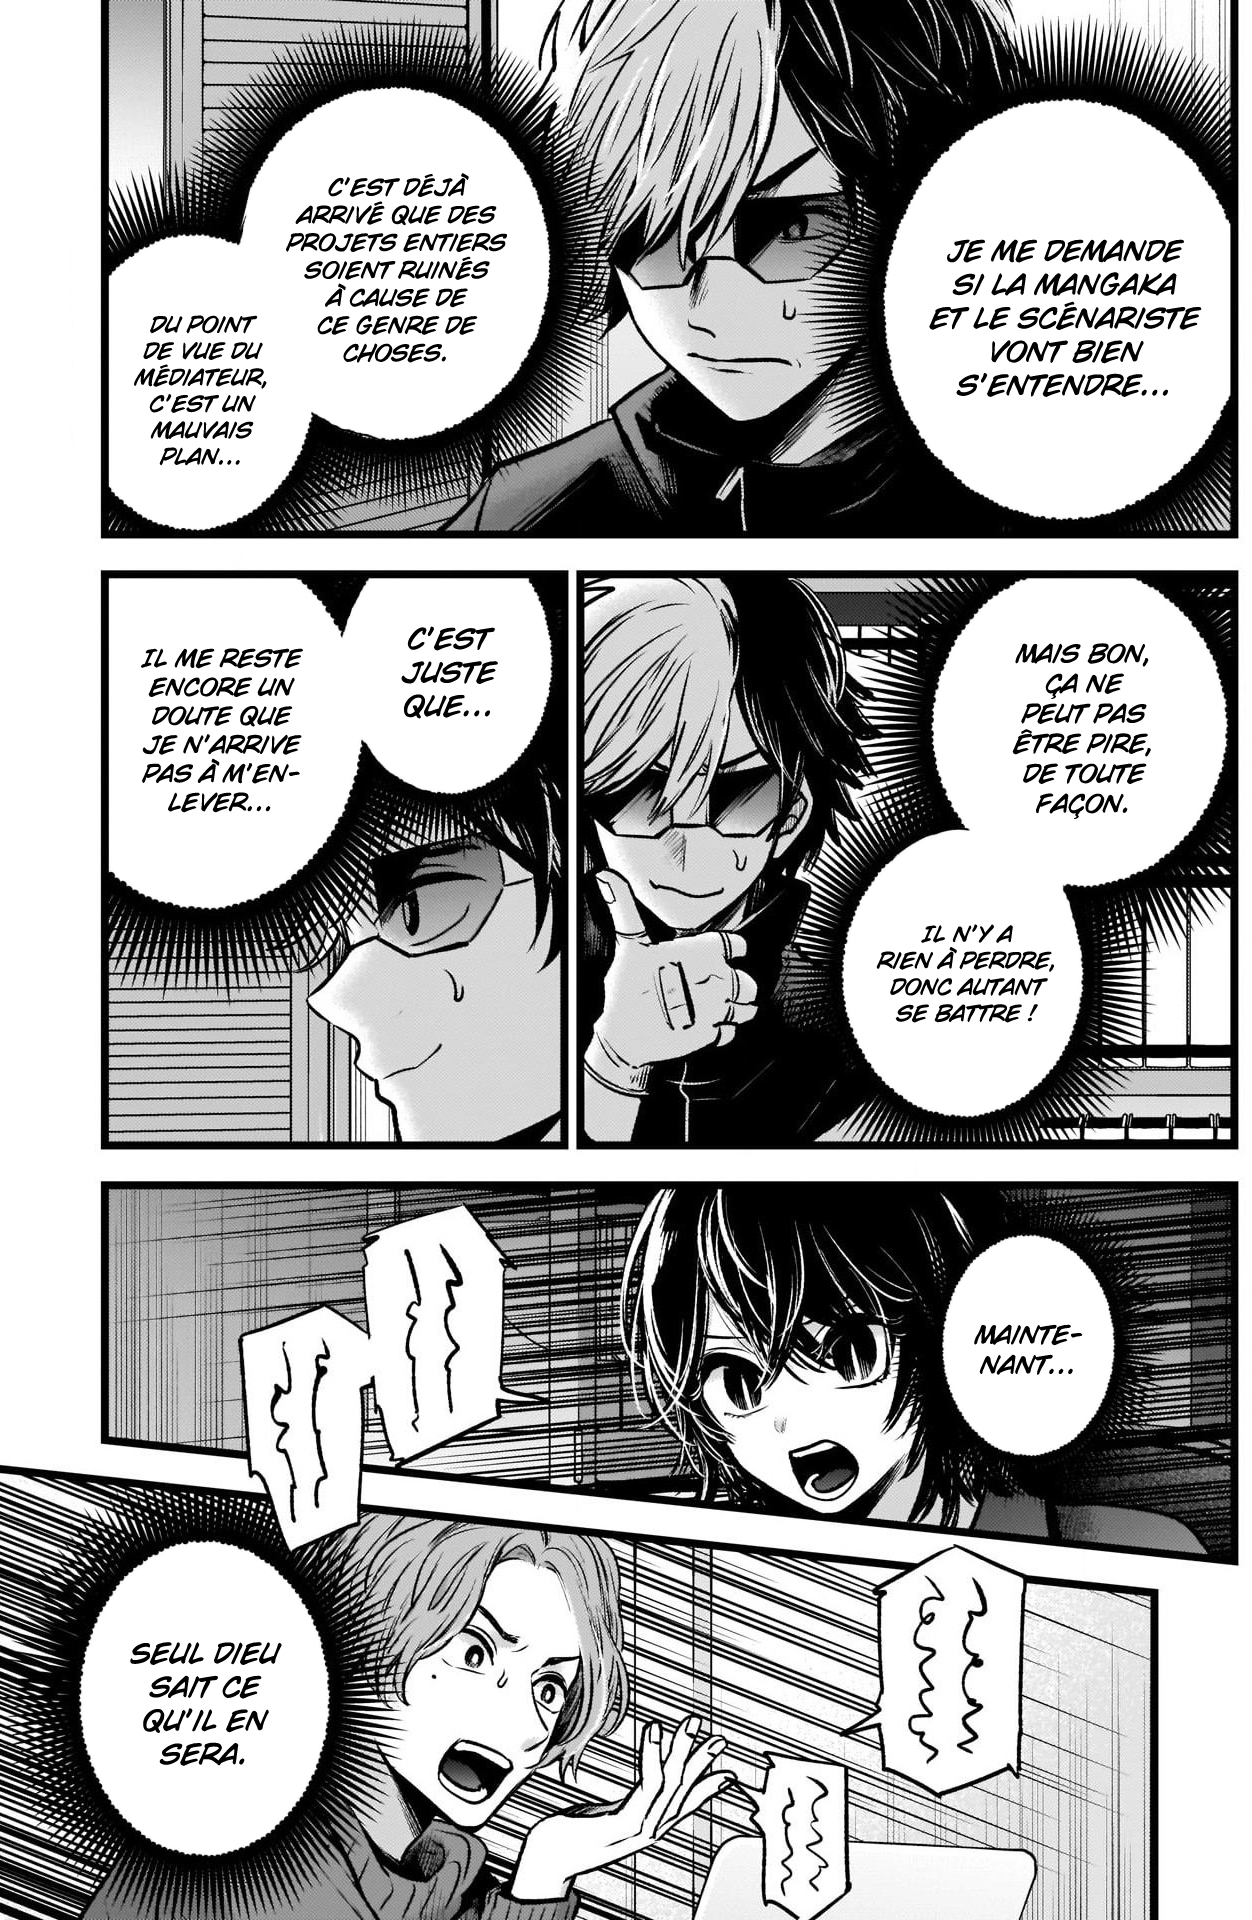 JE ME DEMANDE
SI LA MANGAKA
ET LE SCÉNARISTE
VONT BIEN
S'ENTENDRE...
C'EST DÉJÀ
ARRIVÉ QUE DES
PROJETS ENTIERS
SOIENT RUINÉS
À CAUSE DE
CE GENRE DE
CHOSES.
DU POINT
DE VUE DU
MÉDIATEUR,
C'EST UN
MAUVAIS
PLAN...
MAIS BON,
ÇA NE
PEUT PAS
ÊTRE PIRE,
DE TOUTE
FAÇON.
IL N'Y A
RIEN À PERDRE,
DONC AUTANT
SE BATTRE !
C'EST
JUSTE
QUE...
IL ME RESTE
ENCORE UN
DOUTE QUE
JE N'ARRIVE
PAS À M'EN-
LEVER...
MAINTE-
NANT...
SEUL DIEU
SAIT CE
QU'IL EN
SERA.